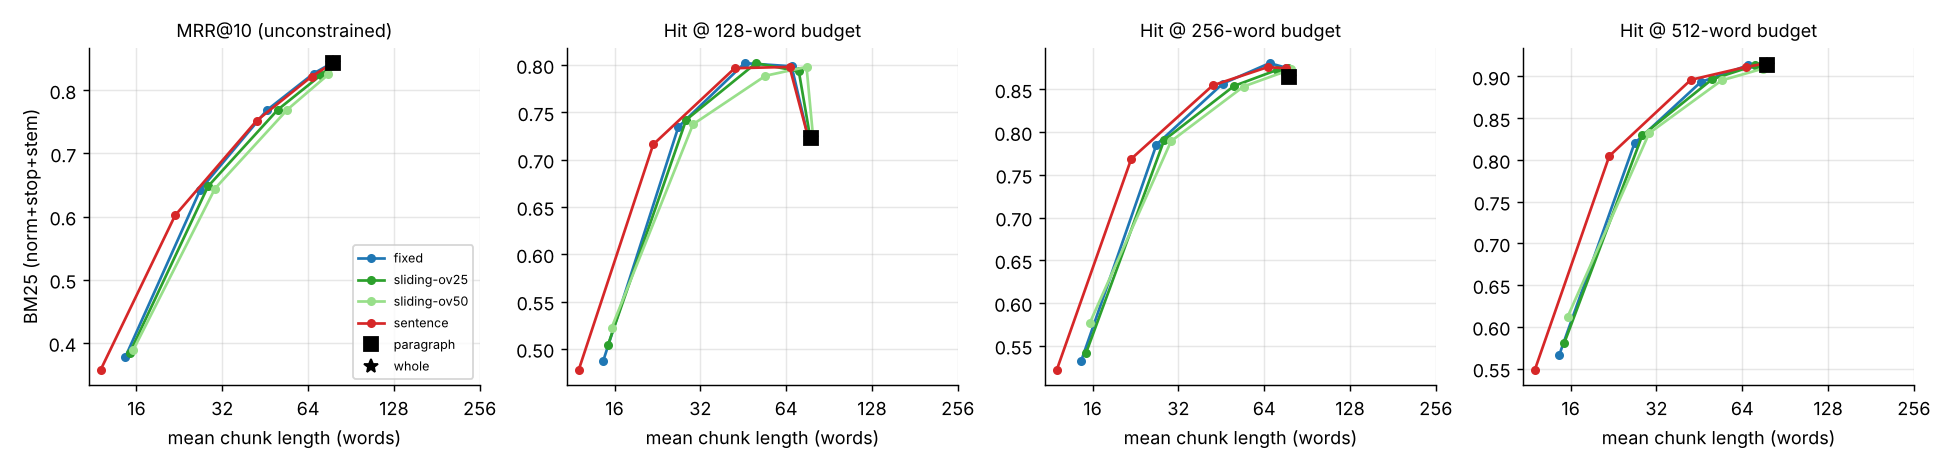 MRR@10 (unconstrained)
BM25 (norm+stop+stem)
0.8
0.7
0.6
0.5
0.4
16 32 64 128 256
mean chunk length (words)
fixed
sliding-ov25
sliding-ov50
sentence
paragraph
whole
Hit @ 128-word budget
0.80
0.75
0.70
0.65
0.60
0.55
0.50
16 32 64 128 256
mean chunk length (words)
Hit @ 256-word budget
0.85
0.80
0.75
0.70
0.65
0.60
0.55
16 32 64 128 256
mean chunk length (words)
Hit @ 512-word budget
0.90
0.85
0.80
0.75
0.70
0.65
0.60
0.55
16 32 64 128 256
mean chunk length (words)